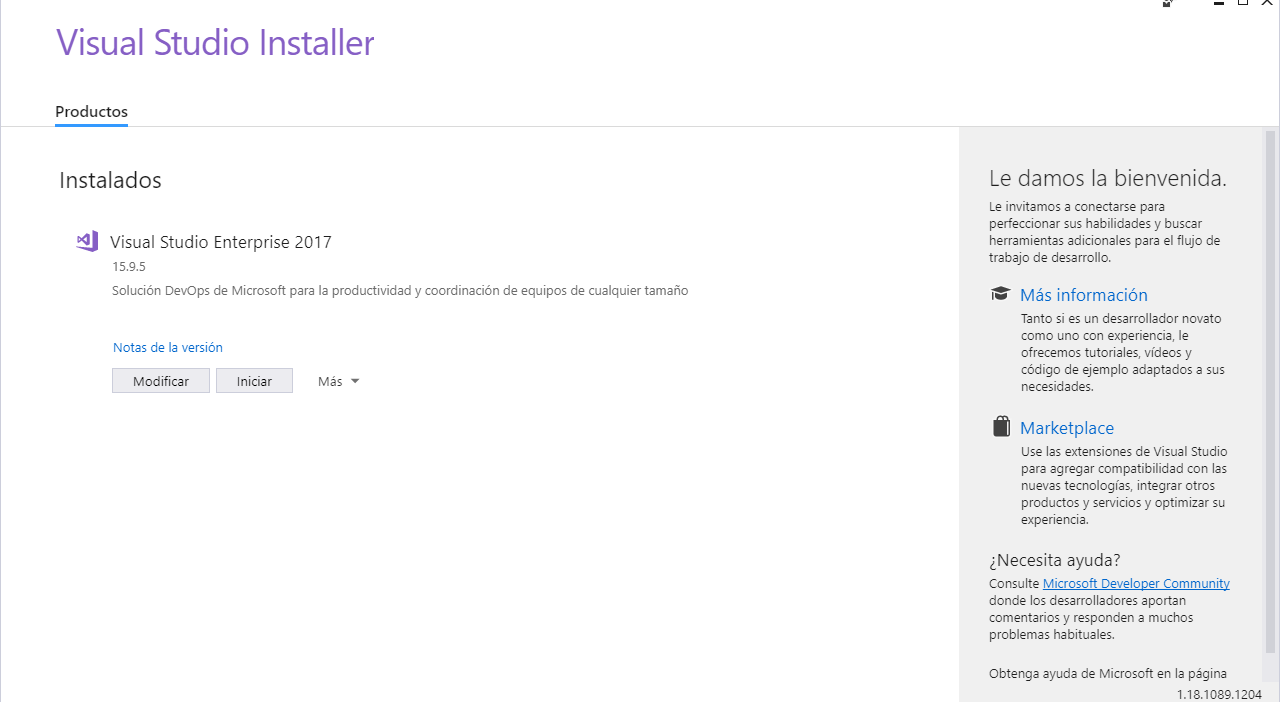 Visual Studio Installer
Productos
Instalados
Visual Studio Enterprise 2017
15.9.5
Solución DevOps de Microsoft para la productividad y coordinación de equipos de cualquier tamaño
Notas de la versión
Modificar
Iniciar
Más
Le damos la bienvenida.
Le invitamos a conectarse para
perfeccionar sus habilidades y buscar
herramientas adicionales para el flujo de
trabajo de desarrollo.
Más información
Tanto si es un desarrollador novato
como uno con experiencia, le
ofrecemos tutoriales, vídeos y
código de ejemplo adaptados a sus
necesidades.
Marketplace
Use las extensiones de Visual Studio
para agregar compatibilidad con las
nuevas tecnologías, integrar otros
productos y servicios y optimizar su
experiencia.
¿Necesita ayuda?
Consulte Microsoft Developer Community
donde los desarrolladores aportan
comentarios y responden a muchos
problemas habituales.
Obtenga ayuda de Microsoft en la página
1.18.1089.1204